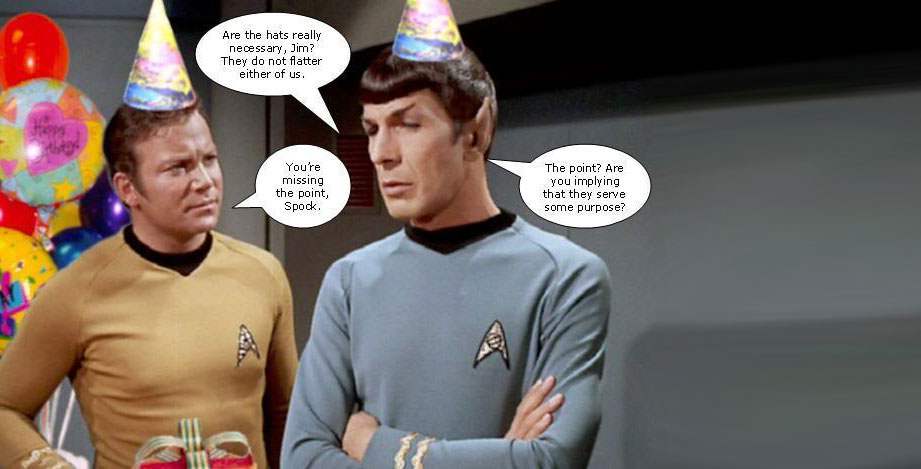 Are the hats really
necessary, Jim?
They do not flatter
either of us.
You're
missing
the point,
Spock.
The point? Are
you implying
that they serve
some purpose?
Happy
Birthday!